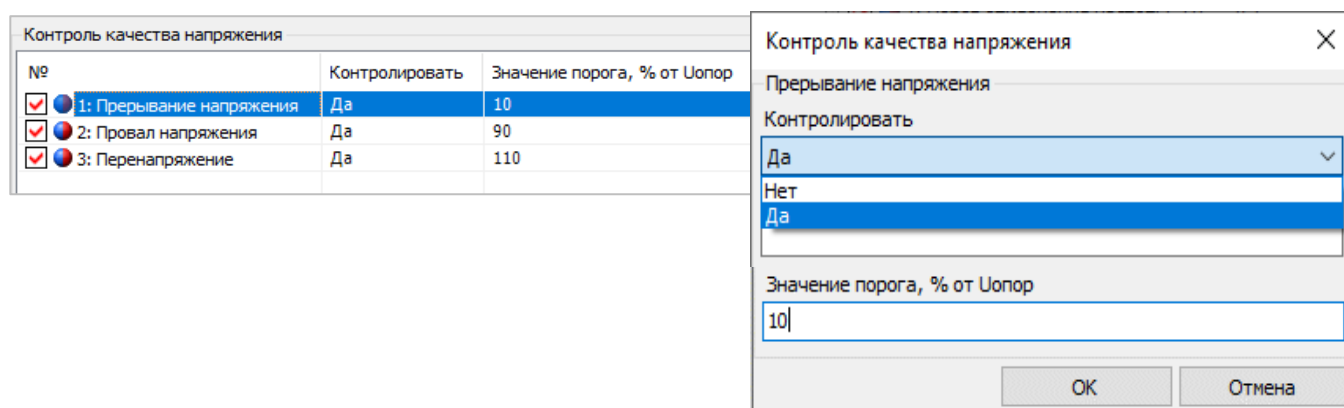 Контроль качества напряжения
№ Контролировать Значение порога, % от Uопор
1: Прерывание напряжения Да 10
2: Провал напряжения Да 90
3: Перенапряжение Да 110
Контроль качества напряжения
Прерывание напряжения
Контролировать
Да
Нет
Да
Значение порога, % от Uопор
10
ОК Отмена